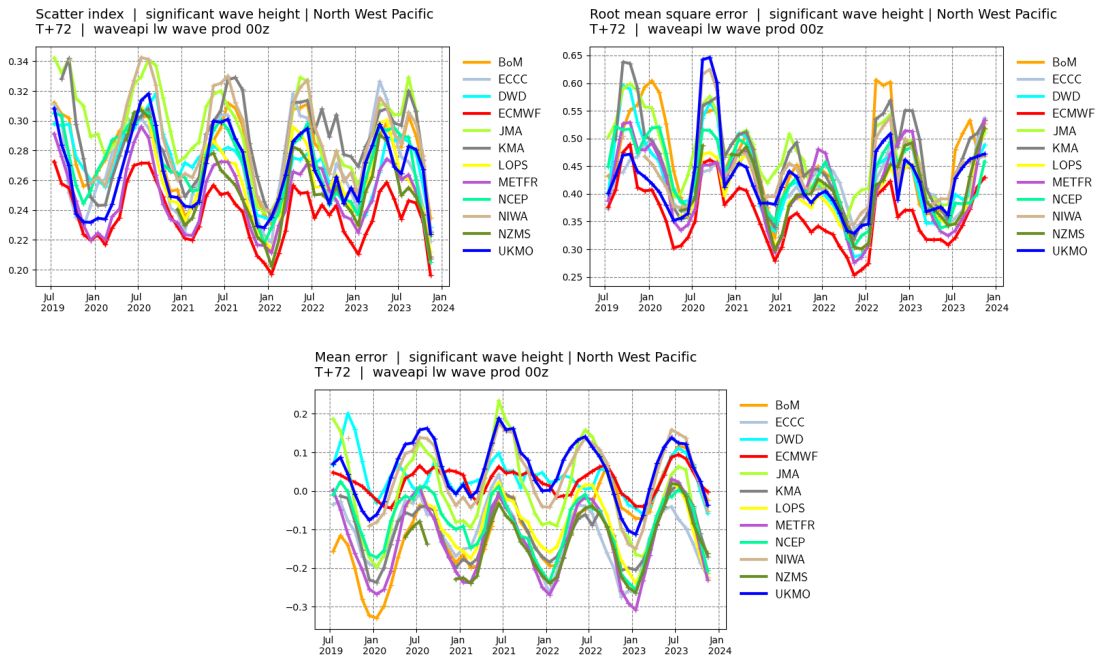 Scatter index | significant wave height | North West Pacific
T+72 | waveapi lw wave prod 00z
0.34
0.32
0.30
0.28
0.26
0.24
0.22
0.20
Jul Jan Jul Jan Jul Jan Jul Jan Jul Jan
2019 2020 2020 2021 2021 2022 2022 2023 2023 2024
BoM
ECCC
DWD
ECMWF
JMA
KMA
LOPS
METFR
NCEP
NIWA
NZMS
UKMO
Root mean square error | significant wave height | North West Pacific
T+72 | waveapi lw wave prod 00z
0.65
0.60
0.55
0.50
0.45
0.40
0.35
0.30
0.25
Jul Jan Jul Jan Jul Jan Jul Jan Jul Jan
2019 2020 2020 2021 2021 2022 2022 2023 2023 2024
BoM
ECCC
DWD
ECMWF
JMA
KMA
LOPS
METFR
NCEP
NIWA
NZMS
UKMO
Mean error | significant wave height | North West Pacific
T+72 | waveapi lw wave prod 00z
0.2
0.1
0.0
−0.1
−0.2
−0.3
Jul Jan Jul Jan Jul Jan Jul Jan Jul Jan
2019 2020 2020 2021 2021 2022 2022 2023 2023 2024
BoM
ECCC
DWD
ECMWF
JMA
KMA
LOPS
METFR
NCEP
NIWA
NZMS
UKMO